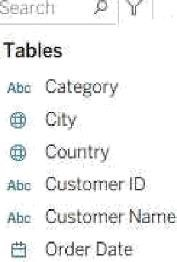 Search
Tables
Abc Category
City
Country
Abc Customer ID
Abc Customer Name
Order Date